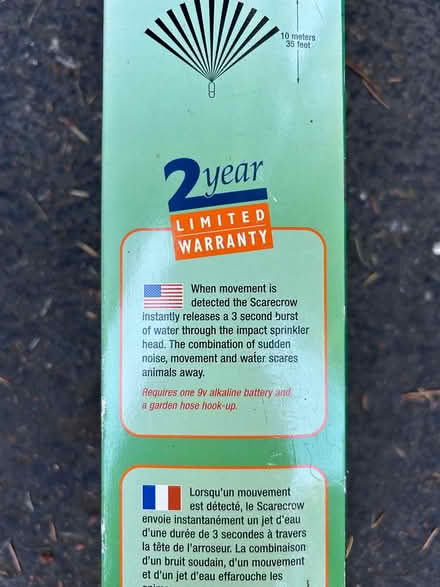 10 meters
35 feet
2 year
LIMITED
WARRANTY
When movement is
detected the Scarecrow
instantly releases a 3 second burst
of water through the impact sprinkler
head. The combination of sudden
noise, movement and water scares
animals away.
Requires one 9v alkaline battery and
a garden hose hook-up.
Lorsqu'un mouvement
est détecté, le Scarecrow
envoie instantanément un jet d'eau
d'une durée de 3 secondes à travers
la tête de l'arroseur. La combinaison
d'un bruit soudain, d'un mouvement
et d'un jet d'eau effarouche les